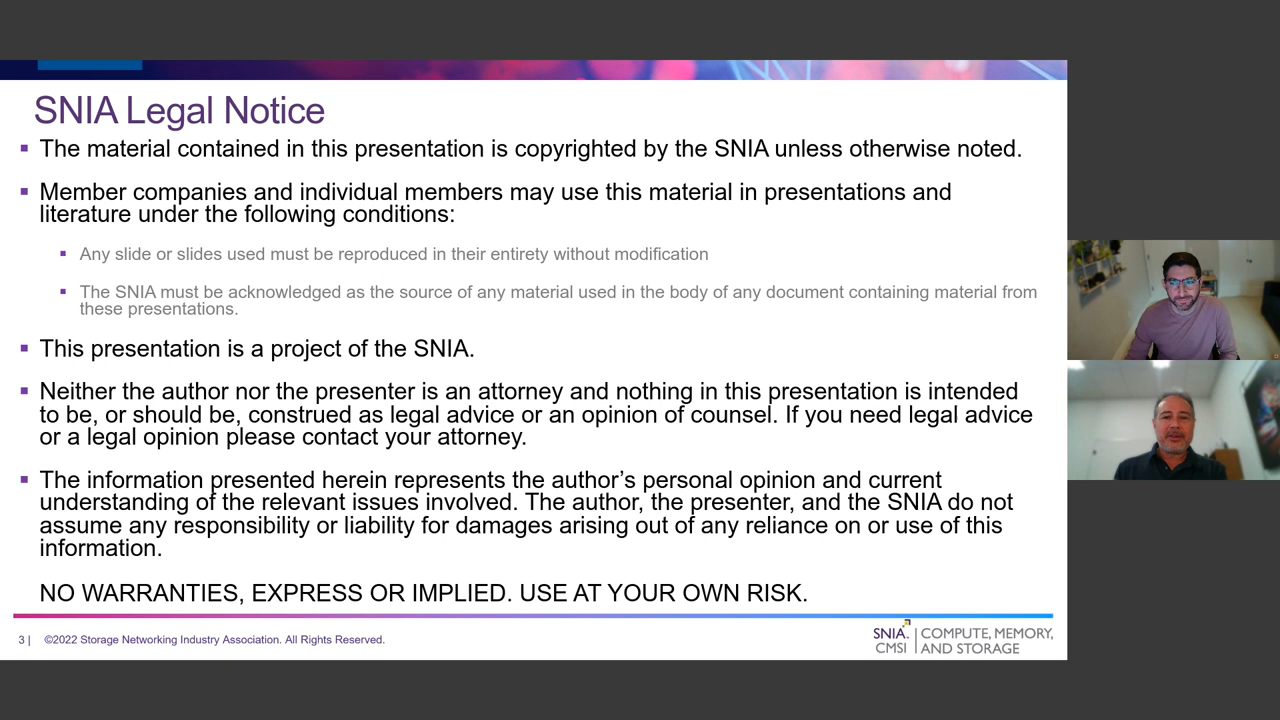 SNIA Legal Notice
The material contained in this presentation is copyrighted by the SNIA unless otherwise noted.
Member companies and individual members may use this material in presentations and
literature under the following conditions:
Any slide or slides used must be reproduced in their entirety without modification
The SNIA must be acknowledged as the source of any material used in the body of any document containing material from
these presentations.
This presentation is a project of the SNIA.
Neither the author nor the presenter is an attorney and nothing in this presentation is intended
to be, or should be, construed as legal advice or an opinion of counsel. If you need legal advice
or a legal opinion please contact your attorney.
The information presented herein represents the author’s personal opinion and current
understanding of the relevant issues involved. The author, the presenter, and the SNIA do not
assume any responsibility or liability for damages arising out of any reliance on or use of this
information.
NO WARRANTIES, EXPRESS OR IMPLIED. USE AT YOUR OWN RISK.
3 | ©2022 Storage Networking Industry Association. All Rights Reserved.
SNIA. | COMPUTE, MEMORY,
CMSI | AND STORAGE